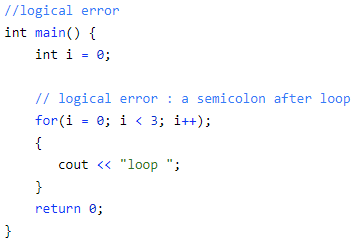 //logical error
int main() {
    int i = 0;

    // logical error : a semicolon after loop
    for(i = 0; i < 3; i++);
    {
       cout << "loop ";
    }
    return 0;
}